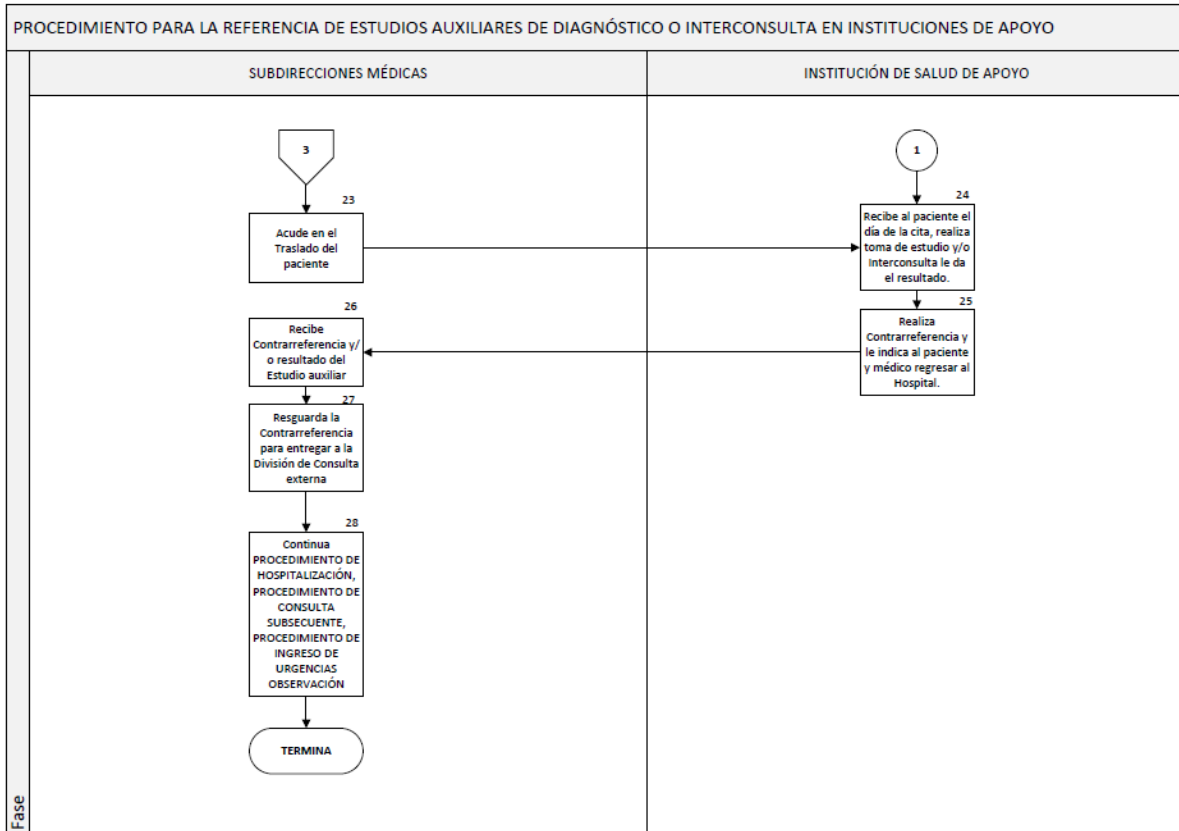 PROCEDIMIENTO PARA LA REFERENCIA DE ESTUDIOS AUXILIARES DE DIAGNÓSTICO O INTERCONSULTA EN INSTITUCIONES DE APOYO
SUBDIRECCIONES MÉDICAS
INSTITUCIÓN DE SALUD DE APOYO
3
23
Acude en el
Traslado del
paciente
1
24
Recibe al paciente el
día de la cita, realiza
toma de estudio y/o
Interconsulta le da
el resultado.
25
Realiza
Contrarreferencia y
le indica al paciente
y médico regresar al
Hospital.
26
Recibe
Contrarreferencia y/
o resultado del
Estudio auxiliar
27
Resguarda la
Contrarreferencia
para entregar a la
División de Consulta
externa
28
Continua
PROCEDIMIENTO DE
HOSPITALIZACIÓN,
PROCEDIMIENTO DE
CONSULTA
SUBSECUENTE,
PROCEDIMIENTO DE
INGRESO DE
URGENCIAS
OBSERVACIÓN
TERMINA
Fase